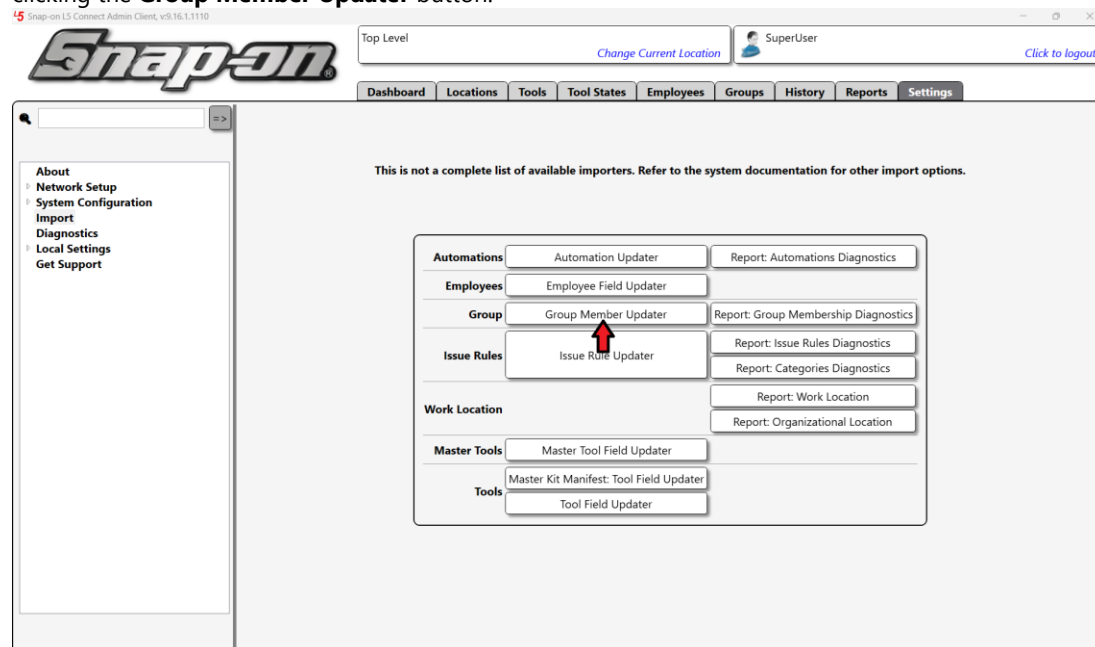 clicking the Group Member Updater button.
Snap-on L5 Connect Admin Client, v:9.16.1.1110
Snap-on
Top Level
Change Current Location
SuperUser
Click to logout
Dashboard Locations Tools Tool States Employees Groups History Reports Settings
=>
About
Network Setup
System Configuration
Import
Diagnostics
Local Settings
Get Support
This is not a complete list of available importers. Refer to the system documentation for other import options.
Automations Automation Updater Report: Automations Diagnostics
Employees Employee Field Updater
Group Group Member Updater Report: Group Membership Diagnostics
Issue Rules Issue Rule Updater Report: Issue Rules Diagnostics
Report: Categories Diagnostics
Work Location Report: Work Location
Report: Organizational Location
Master Tools Master Tool Field Updater
Tools Master Kit Manifest: Tool Field Updater
Tool Field Updater